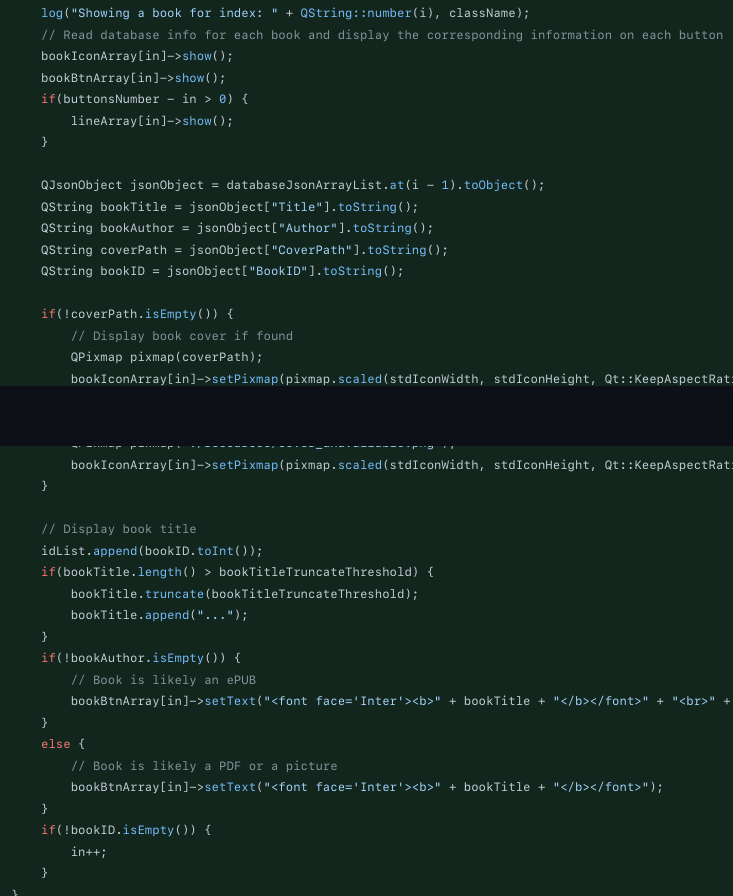 log("Showing a book for index: " + QString::number(i), className);
// Read database info for each book and display the corresponding information on each button
bookIconArray[in]->show();
bookBtnArray[in]->show();
if(buttonsNumber - in > 0) {
lineArray[in]->show();
}
QJsonObject jsonObject = databaseJsonArrayList.at(i - 1).toObject();
QString bookTitle = jsonObject["Title"].toString();
QString bookAuthor = jsonObject["Author"].toString();
QString coverPath = jsonObject["CoverPath"].toString();
QString bookID = jsonObject["BookID"].toString();
if(!coverPath.isEmpty()) {
// Display book cover if found
QPixmap pixmap(coverPath);
bookIconArray[in]->setPixmap(pixmap.scaled(stdIconWidth, stdIconHeight, Qt::KeepAspectRati
bookIconArray[in]->setPixmap(pixmap.scaled(stdIconWidth, stdIconHeight, Qt::KeepAspectRati
}
// Display book title
idList.append(bookID.toInt());
if(bookTitle.length() > bookTitleTruncateThreshold) {
bookTitle.truncate(bookTitleTruncateThreshold);
bookTitle.append("...");
}
if(!bookAuthor.isEmpty()) {
// Book is likely an ePUB
bookBtnArray[in]->setText("<font face='Inter'><b>" + bookTitle + "</b></font>" + "<br>" +
}
else {
// Book is likely a PDF or a picture
bookBtnArray[in]->setText("<font face='Inter'><b>" + bookTitle + "</b></font>");
}
if(!bookID.isEmpty()) {
in++;
}
}